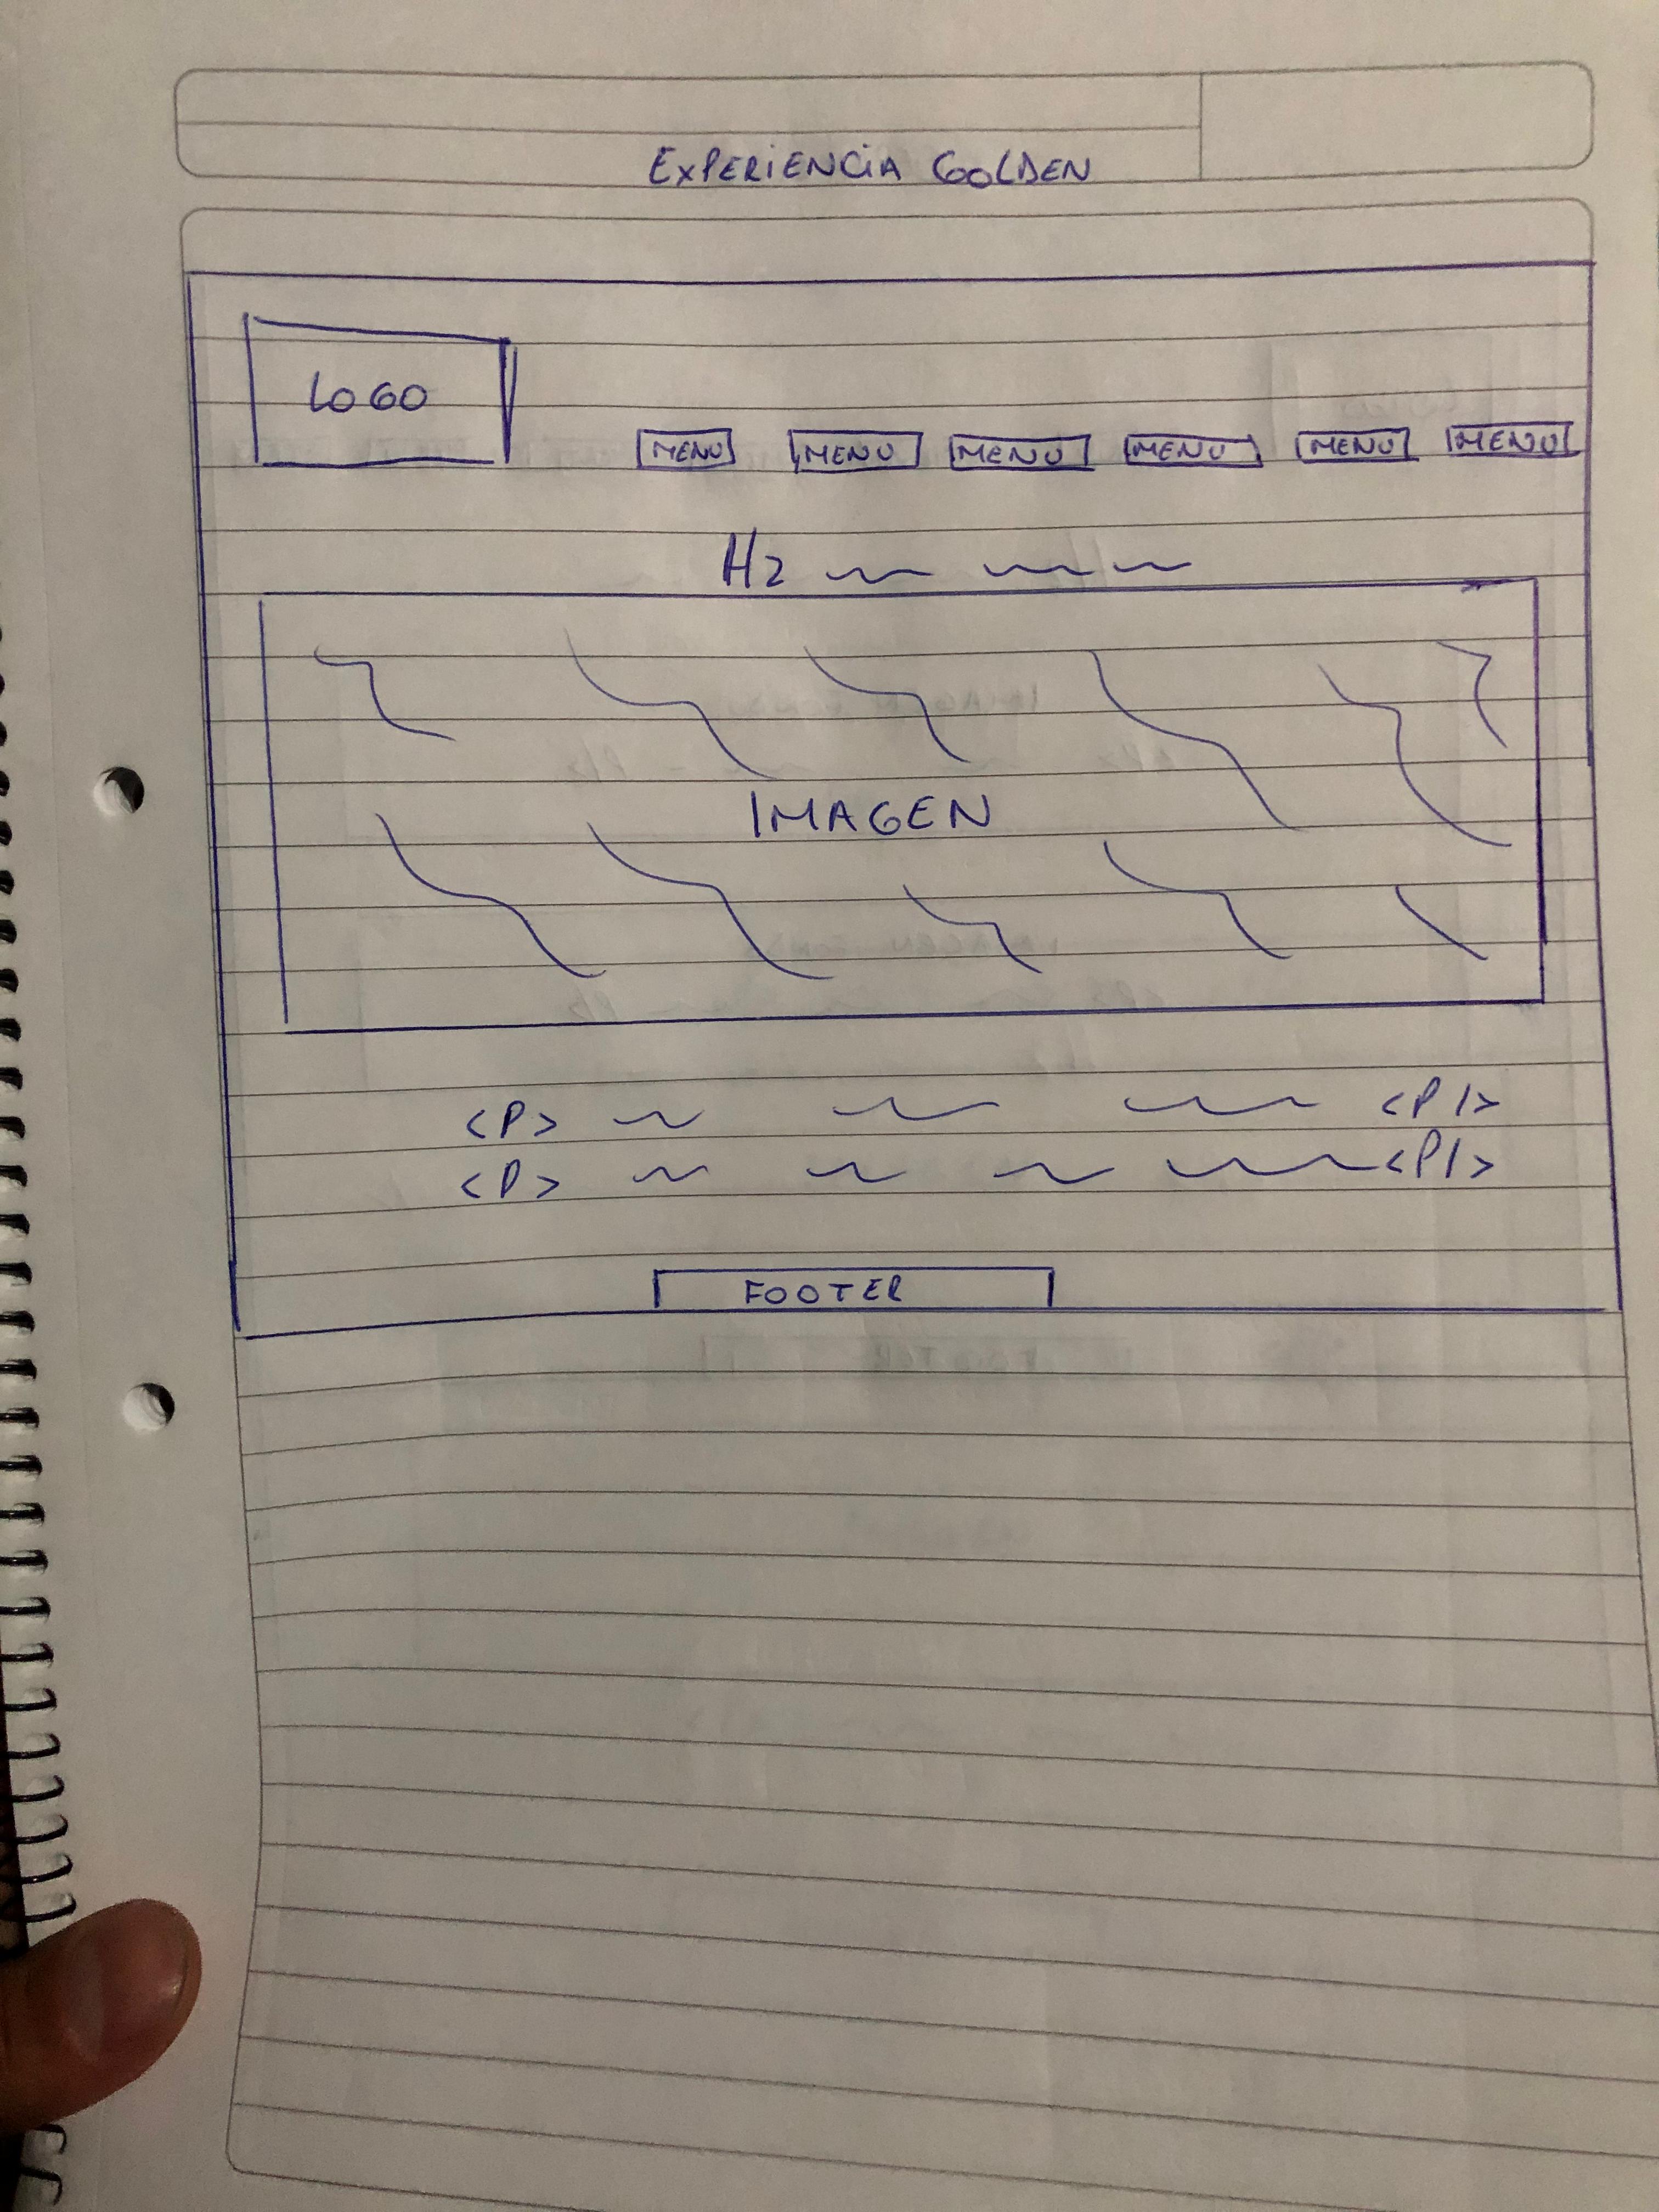 EXPERIENCIA GOLDEN
LOGO
MENU MENU MENU MENU MENU MENU
H2
IMAGEN
<P> <P/>
<P> <P/>
FOOTER